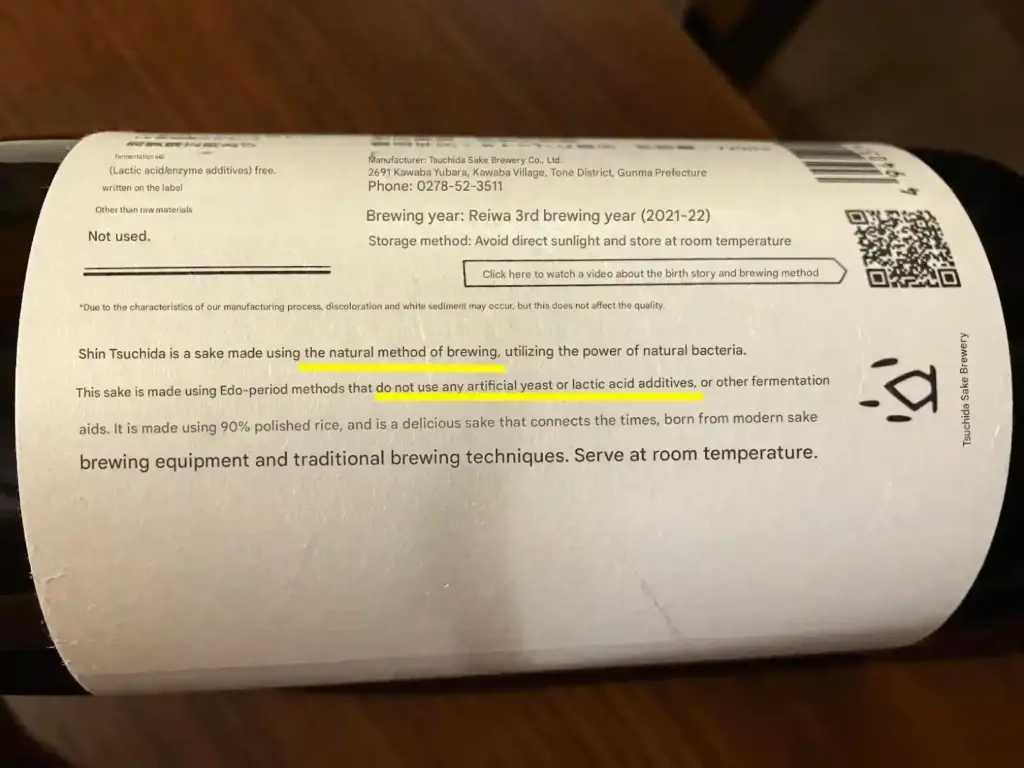 Fermentation aid
(Lactic acid/enzyme additives) free.
written on the label
Other than raw materials
Not used.
Manufacturer: Tsuchida Sake Brewery Co., Ltd.
2691 Kawaba Yubara, Kawaba Village, Tone District, Gunma Prefecture
Phone: 0278-52-3511
Brewing year: Reiwa 3rd brewing year (2021-22)
Storage method: Avoid direct sunlight and store at room temperature
Click here to watch a video about the birth story and brewing method
*Due to the characteristics of our manufacturing process, discoloration and white sediment may occur, but this does not affect the quality.
Shin Tsuchida is a sake made using the natural method of brewing, utilizing the power of natural bacteria.
This sake is made using Edo-period methods that do not use any artificial yeast or lactic acid additives, or other fermentation
aids. It is made using 90% polished rice, and is a delicious sake that connects the times, born from modern sake
brewing equipment and traditional brewing techniques. Serve at room temperature.
Tsuchida Sake Brewery